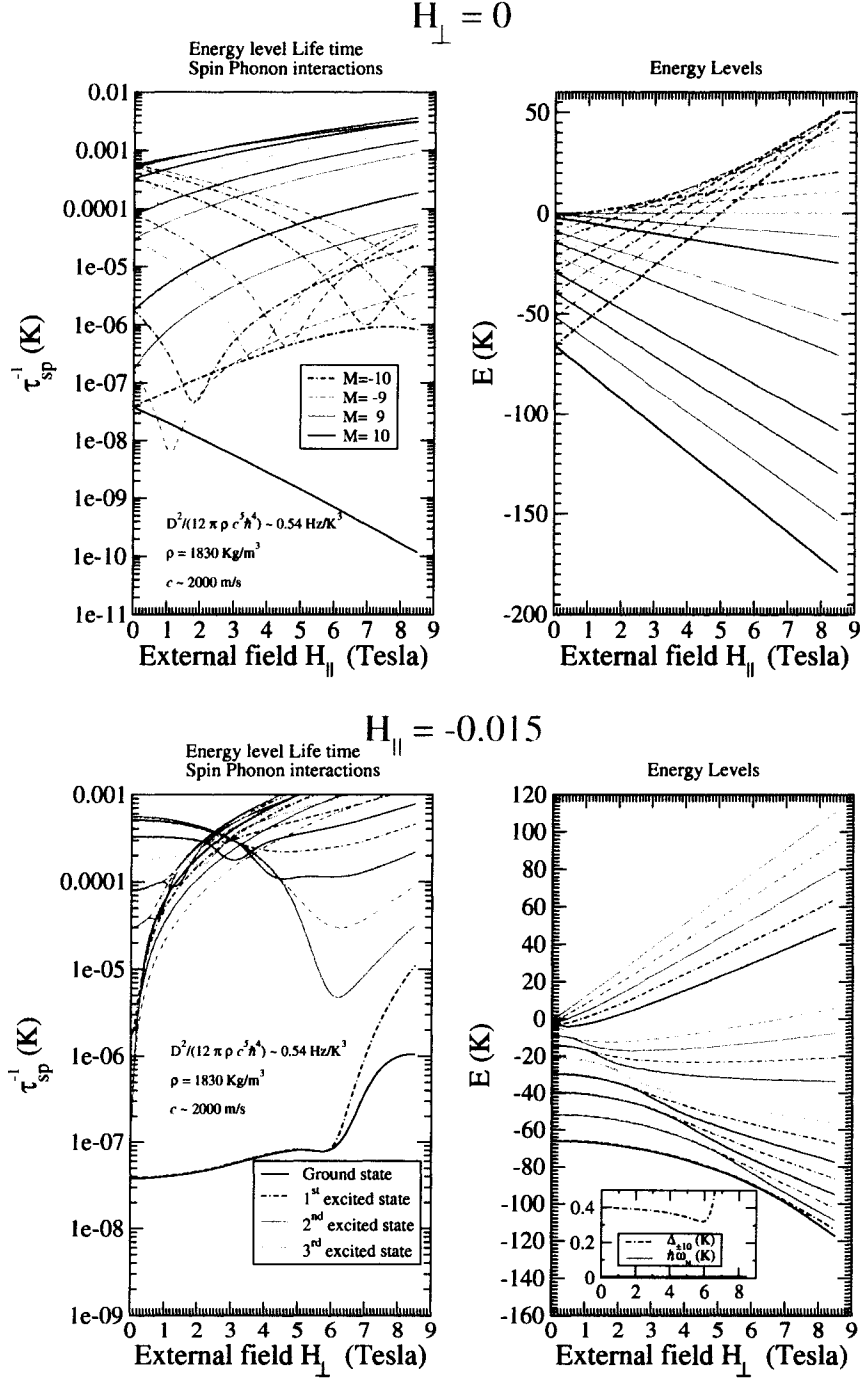 H⊥ = 0
Energy level Life time
Spin Phonon interactions
Energy Levels
0.01
0.001
0.0001
1e-05
1e-06
1e-07
1e-08
1e-09
1e-10
1e-11
τsp⁻¹ (K)
M=-10
M= -9
M= 9
M= 10
D²/(12 π ρ c⁵ħ⁴) ~ 0.54 Hz/K³
ρ = 1830 Kg/m³
c ~ 2000 m/s
0 1 2 3 4 5 6 7 8 9
External field H|| (Tesla)
50
0
-50
-100
-150
-200
E (K)
0 1 2 3 4 5 6 7 8 9
External field H|| (Tesla)
H|| = -0.015
Energy level Life time
Spin Phonon interactions
Energy Levels
0.001
0.0001
1e-05
1e-06
1e-07
1e-08
1e-09
τsp⁻¹ (K)
D²/(12 π ρ c⁵ħ⁴) ~ 0.54 Hz/K³
ρ = 1830 Kg/m³
c ~ 2000 m/s
Ground state
1st excited state
2nd excited state
3rd excited state
0 1 2 3 4 5 6 7 8 9
External field H⊥ (Tesla)
120
100
80
60
40
20
0
-20
-40
-60
-80
-100
-120
-140
-160
E (K)
0.4
0.2
0
Δ±10 (K)
ħωN (K)
0 2 4 6 8
0 1 2 3 4 5 6 7 8 9
External field H⊥ (Tesla)